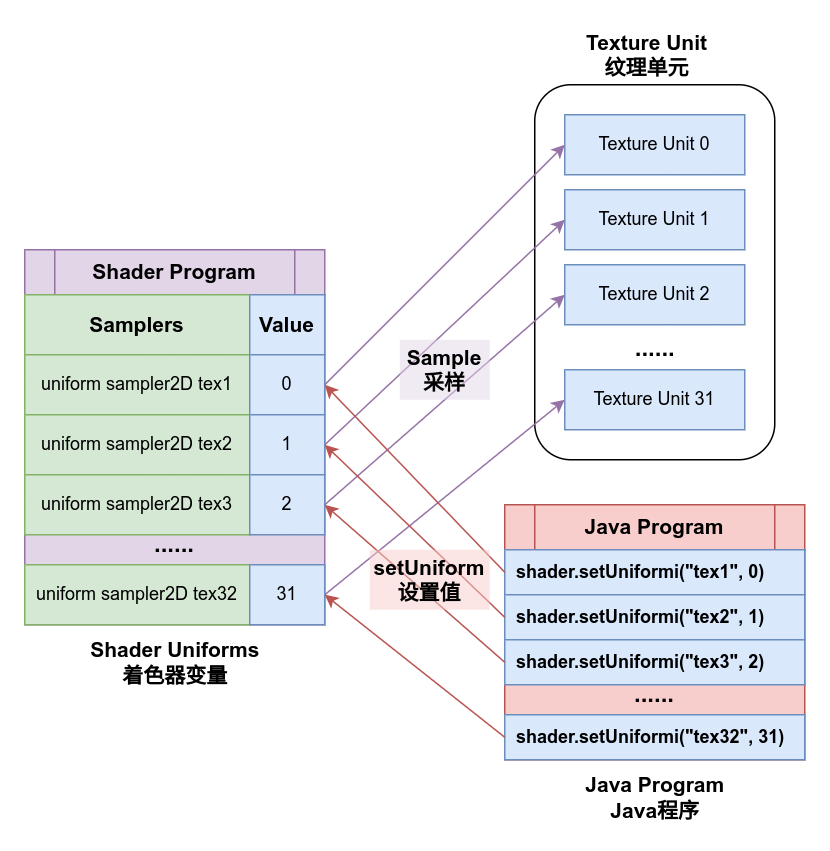 Texture Unit
纹理单元
Texture Unit 0
Texture Unit 1
Texture Unit 2
......
Texture Unit 31
Shader Program
Samplers Value
uniform sampler2D tex1 0
uniform sampler2D tex2 1
uniform sampler2D tex3 2
......
uniform sampler2D tex32 31
Shader Uniforms
着色器变量
Sample
采样
setUniform
设置值
Java Program
shader.setUniformi("tex1", 0)
shader.setUniformi("tex2", 1)
shader.setUniformi("tex3", 2)
......
shader.setUniformi("tex32", 31)
Java Program
Java程序